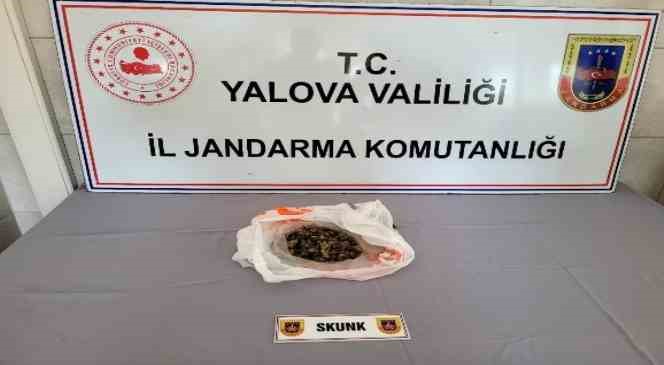 T.C.
YALOVA VALİLİĞİ
İL JANDARMA KOMUTANLIĞI
SKUNK